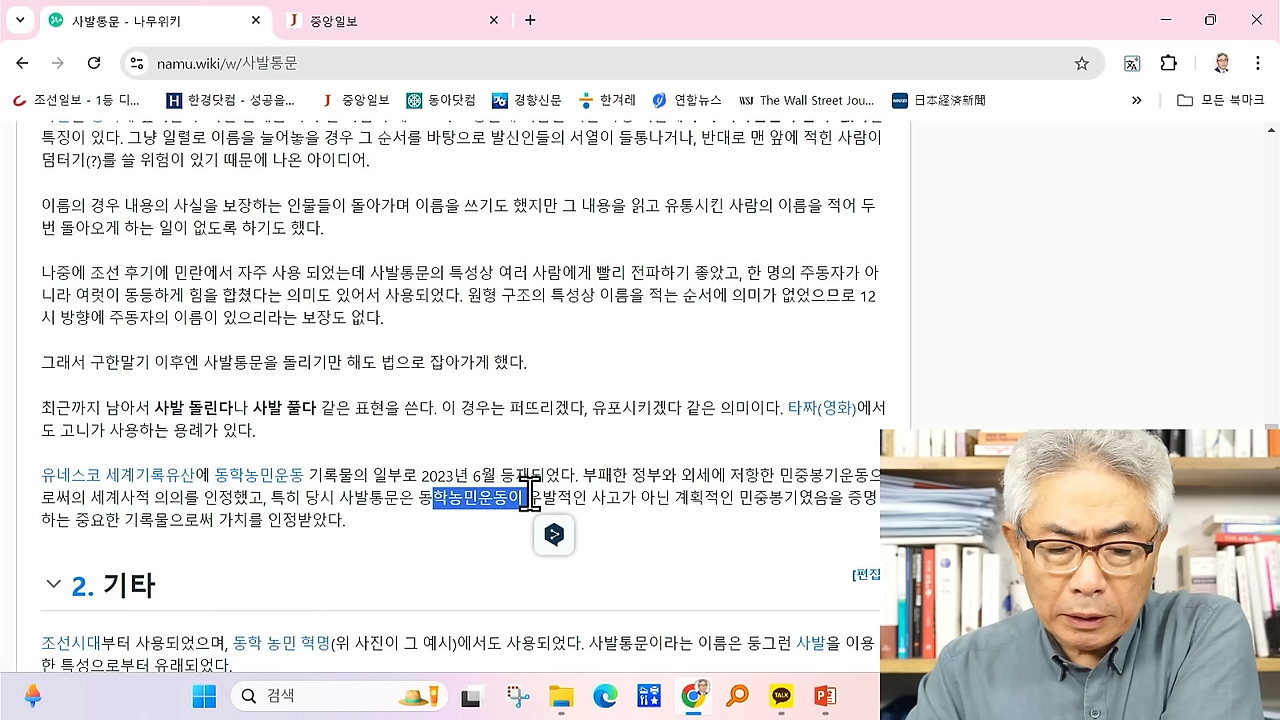 사발통문 - 나무위키
중앙일보
namu.wiki/w/사발통문
조선일보 - 1등 디...
한경닷컴 - 성공을...
중앙일보
동아닷컴
경향신문
한겨레
연합뉴스
WSJ The Wall Street Jou...
日本経済新聞
모든 북마크
특징이 있다. 그냥 일렬로 이름을 늘어놓을 경우 그 순서를 바탕으로 발신인들의 서열이 들통나거나, 반대로 맨 앞에 적힌 사람이
덤터기(?)를 쓸 위험이 있기 때문에 나온 아이디어.
이름의 경우 내용의 사실을 보장하는 인물들이 돌아가며 이름을 쓰기도 했지만 그 내용을 읽고 유통시킨 사람의 이름을 적어 두
번 돌아오게 하는 일이 없도록 하기도 했다.
나중에 조선 후기에 민란에서 자주 사용 되었는데 사발통문의 특성상 여러 사람에게 빨리 전파하기 좋았고, 한 명의 주동자가 아
니라 여럿이 동등하게 힘을 합쳤다는 의미도 있어서 사용되었다. 원형 구조의 특성상 이름을 적는 순서에 의미가 없었으므로 12
시 방향에 주동자의 이름이 있으리라는 보장도 없다.
그래서 구한말기 이후엔 사발통문을 돌리기만 해도 법으로 잡아가게 했다.
최근까지 남아서 사발 돌린다나 사발 풀다 같은 표현을 쓴다. 이 경우는 퍼뜨리겠다, 유포시키겠다 같은 의미이다. 타짜(영화)에서
도 고니가 사용하는 용례가 있다.
유네스코 세계기록유산에 동학농민운동 기록물의 일부로 2023년 6월 등재되었다. 부패한 정부와 외세에 저항한 민중봉기운동으
로써의 세계사적 의의를 인정했고, 특히 당시 사발통문은 동학농민운동이 우발적인 사고가 아닌 계획적인 민중봉기였음을 증명
하는 중요한 기록물으로써 가치를 인정받았다.
2. 기타
[편집
조선시대부터 사용되었으며, 동학 농민 혁명(위 사진이 그 예시)에서도 사용되었다. 사발통문이라는 이름은 둥그런 사발을 이용
한 특성으로부터 유래되었다.
검색
TALK